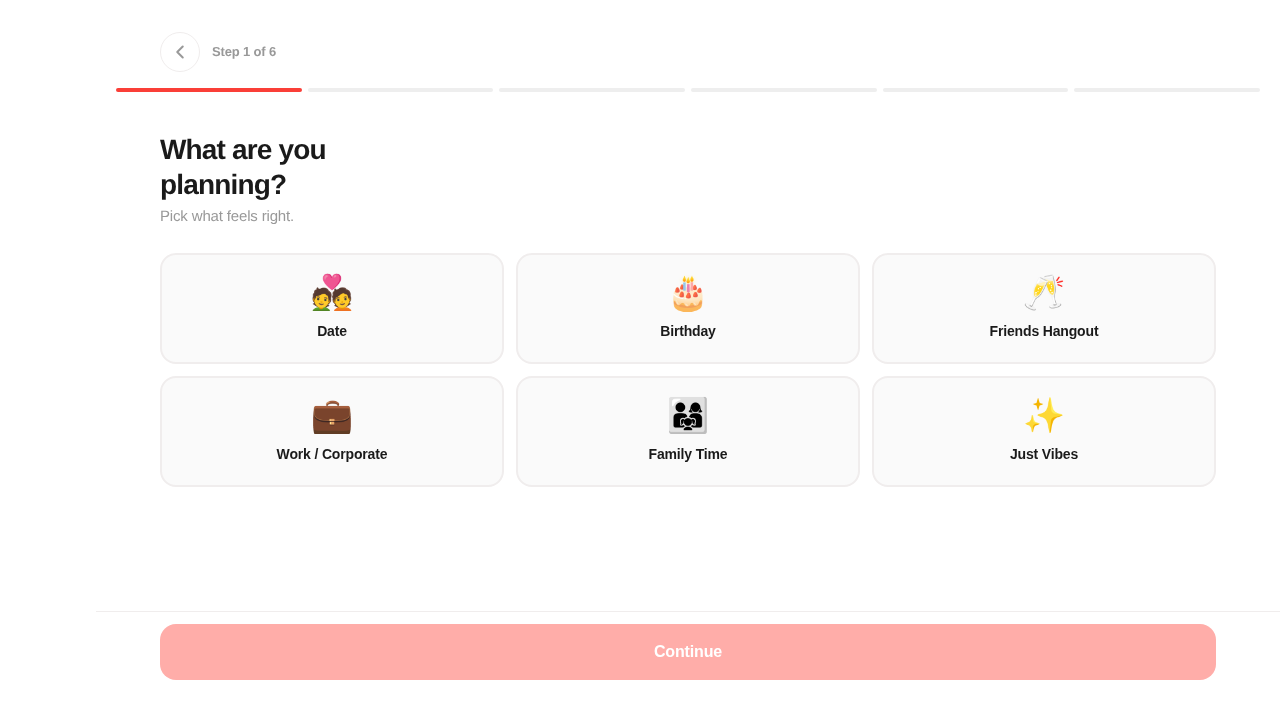 Step 1 of 6
What are you
planning?
Pick what feels right.
Date
Birthday
Friends Hangout
Work / Corporate
Family Time
Just Vibes
Continue